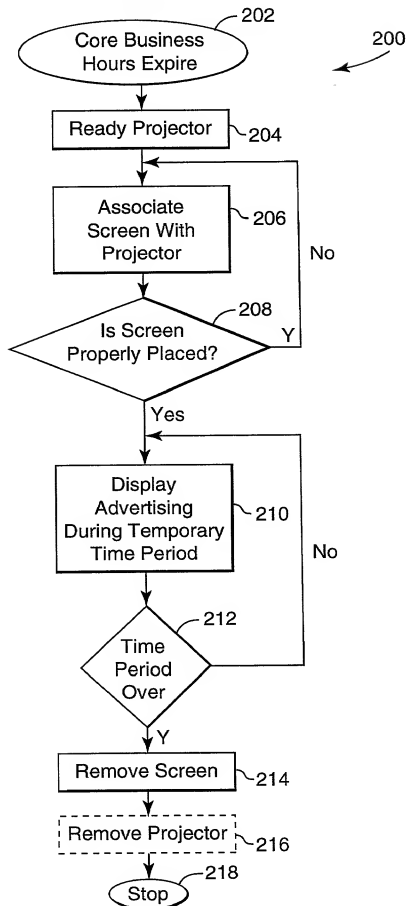 202
Core Business
Hours Expire
200
Ready Projector
204
Associate
Screen With
Projector
206
No
208
Is Screen
Properly Placed?
Y
Yes
Display
Advertising
During Temporary
Time Period
210
No
212
Time
Period
Over
Y
Remove Screen
214
Remove Projector
216
218
Stop